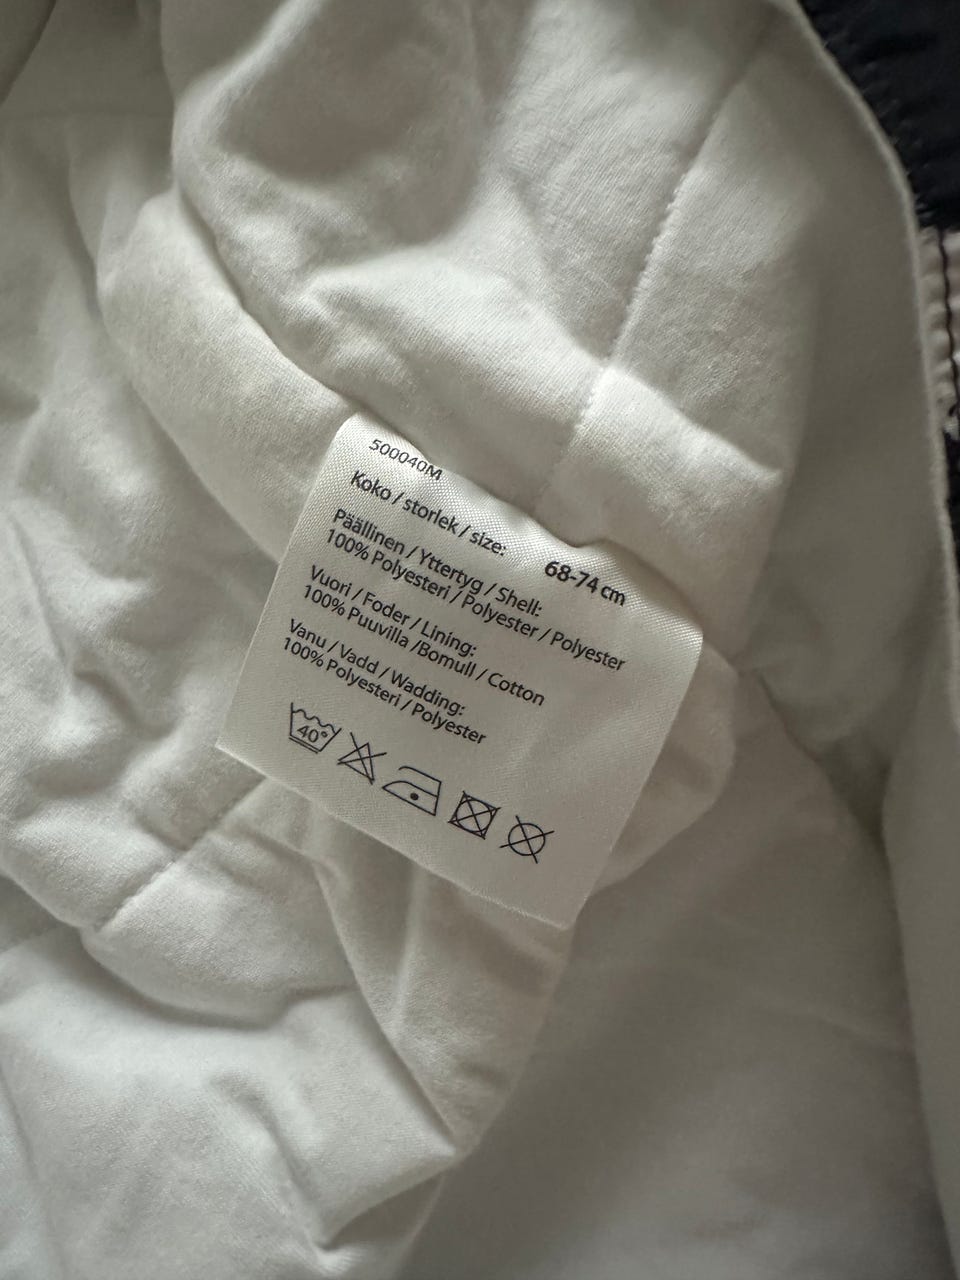 500040M
Koko / storlek / size: 68-74 cm
Päällinen / Yttertyg / Shell:
100% Polyesteri / Polyester / Polyester
Vuori / Foder / Lining:
100% Puuvilla /Bomull / Cotton
Vanu / Vadd / Wadding:
100% Polyesteri / Polyester
40°